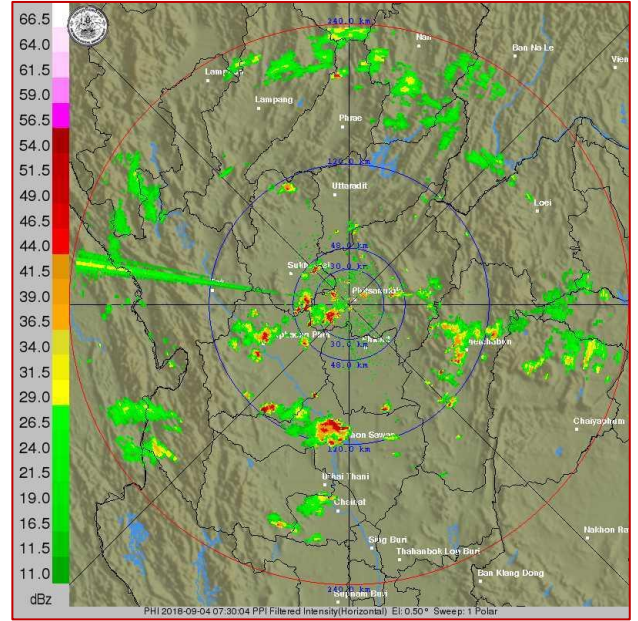 66.5
64.0
61.5
59.0
56.5
54.0
51.5
49.0
46.5
44.0
41.5
39.0
36.5
34.0
31.5
29.0
26.5
24.0
21.5
19.0
16.5
11.5
11.0
dBz
240.0 km
Nan
Ban Na Le
Vien
Lampang
Phrae
120.0 km
Uttaradit
Loei
48.0 km
30.0 km
30.0 km
48.0 km
120.0 km
Chaiyaphum
Uthai Thani
Chainat
Sing Buri
Nakhon Ra
Thahanbok Lop Buri
Ban Klang Dong
240.0 km
Suphan Buri
PHI 2018-09-04 07:30:04 PPI Filtered Intensity(Horizontal) El: 0.50° Sweep: 1 Polar